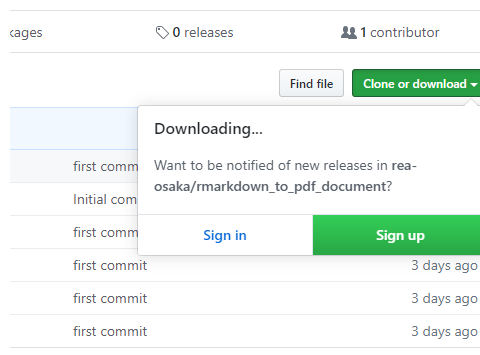 kages
0 releases
1 contributor
Find file
Clone or download
Downloading...
Want to be notified of new releases in rea-
osaka/rmarkdown_to_pdf_document?
Sign in
Sign up
first comm
Initial com
first comm
first commit
3 days ago
first commit
3 days ago
first commit
3 days ago